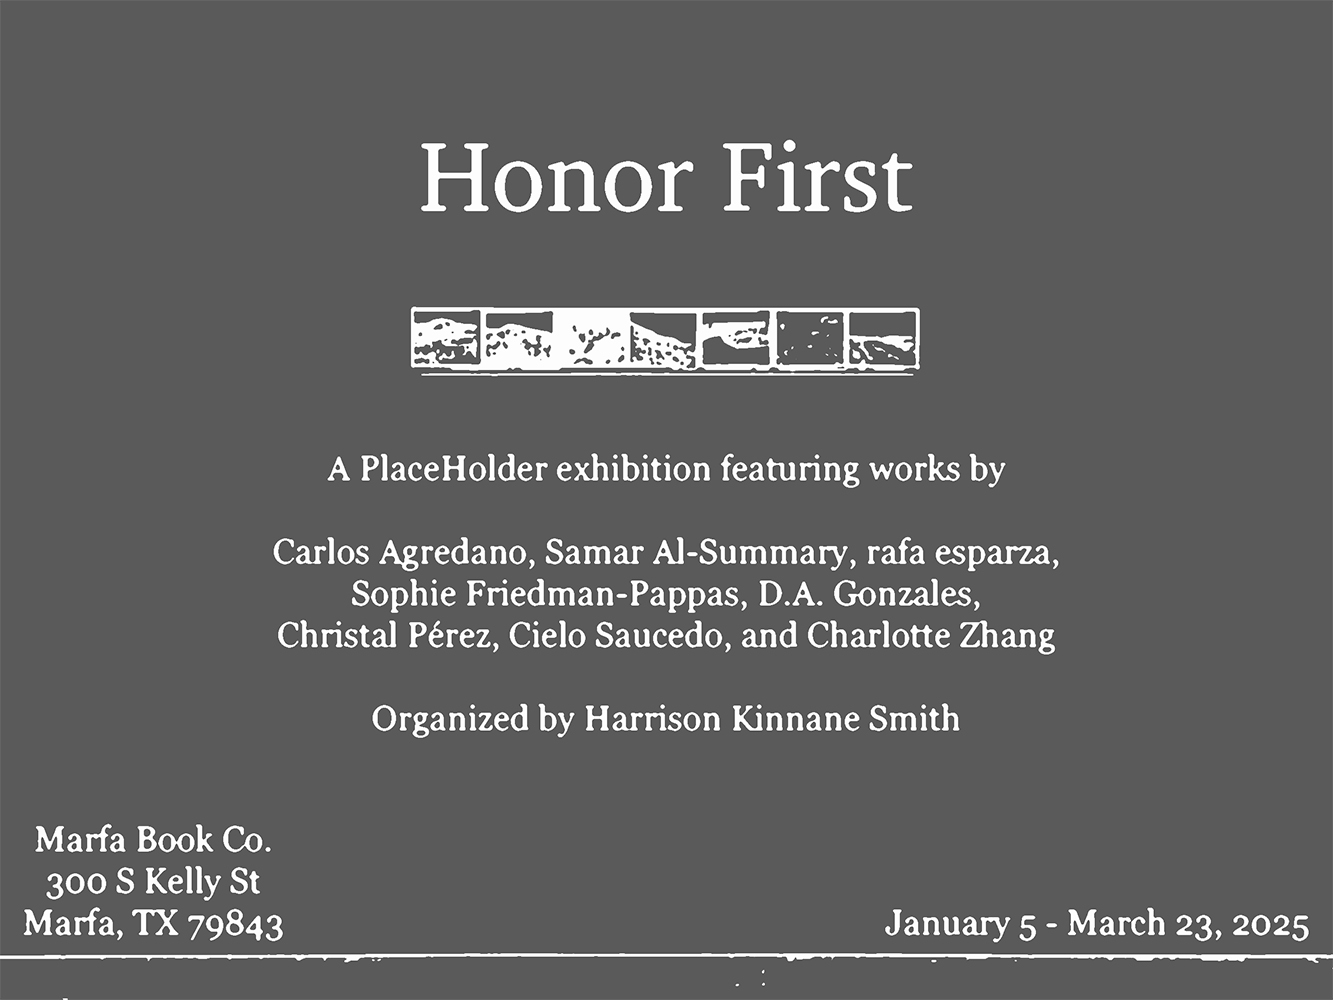 Honor First
A PlaceHolder exhibition featuring works by
Carlos Agredano, Samar Al-Summary, rafa esparza,
Sophie Friedman-Pappas, D.A. Gonzales,
Christal Pérez, Cielo Saucedo, and Charlotte Zhang
Organized by Harrison Kinnane Smith
Marfa Book Co.
300 S Kelly St
Marfa, TX 79843
January 5 - March 23, 2025